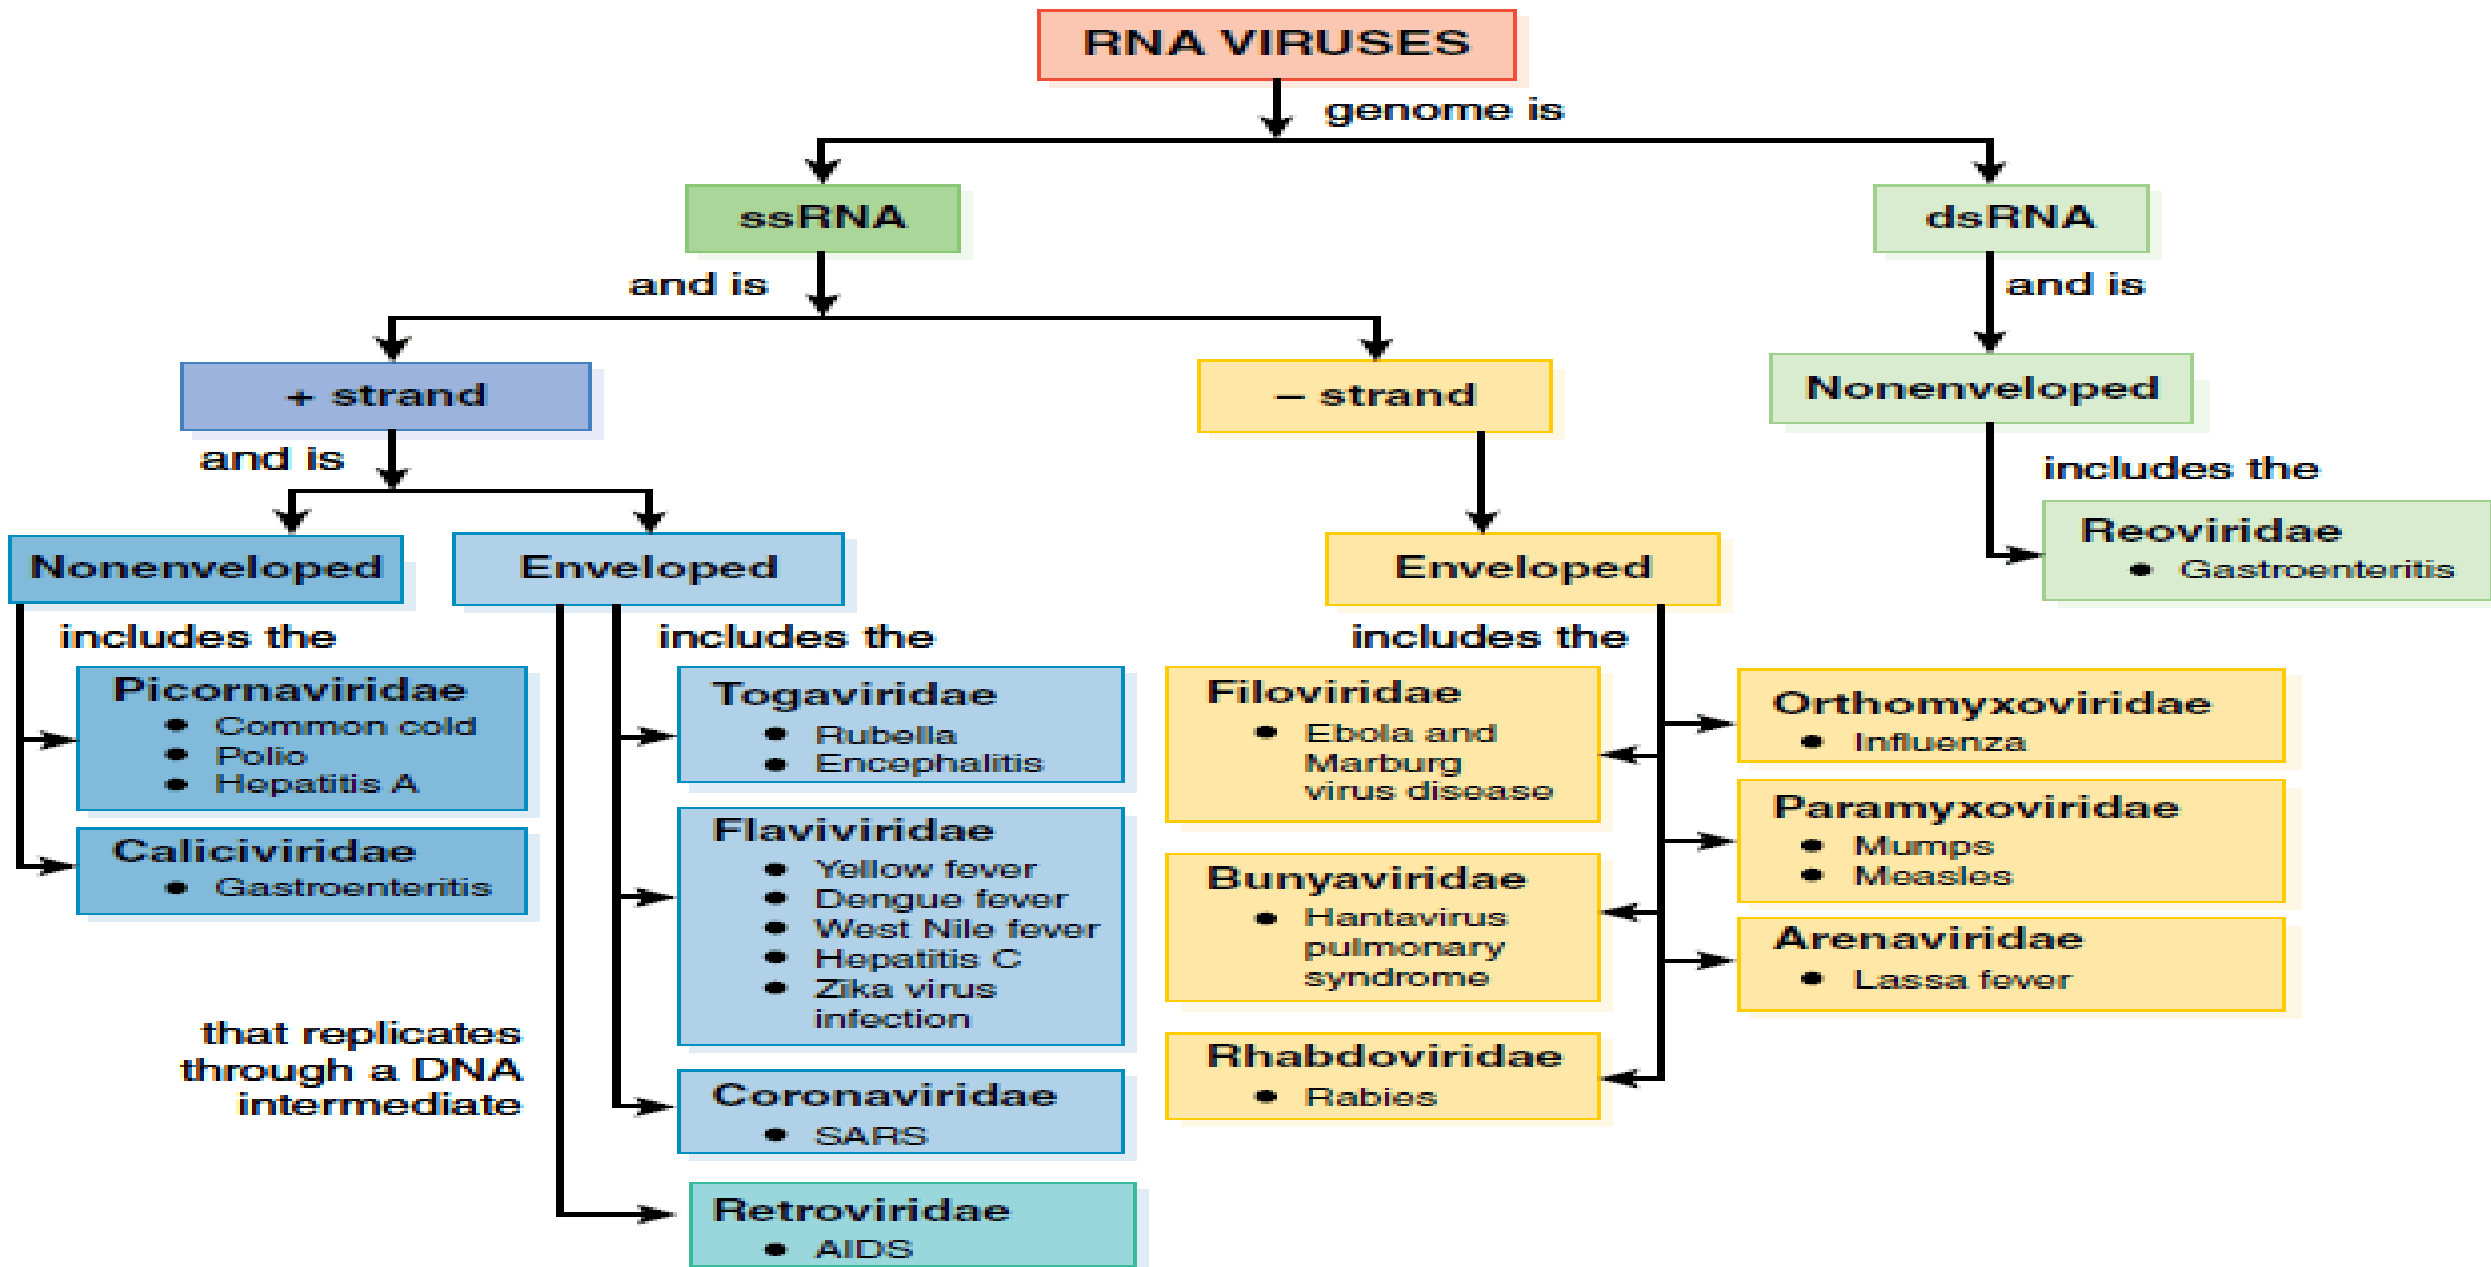 RNA VIRUSES
genome is
ssRNA
dsRNA
and is
and is
+ strand
– strand
Nonenveloped
and is
includes the
Nonenveloped
Enveloped
Enveloped
Reoviridae
• Gastroenteritis
includes the
Picornaviridae
• Common cold
• Polio
• Hepatitis A
Caliciviridae
• Gastroenteritis
includes the
Togaviridae
• Rubella
• Encephalitis
Flaviviridae
• Yellow fever
• Dengue fever
• West Nile fever
• Hepatitis C
• Zika virus
infection
Coronaviridae
• SARS
that replicates
through a DNA
intermediate
Retroviridae
• AIDS
includes the
Filoviridae
• Ebola and
Marburg
virus disease
Bunyaviridae
• Hantavirus
pulmonary
syndrome
Rhabdoviridae
• Rabies
Orthomyxoviridae
• Influenza
Paramyxoviridae
• Mumps
• Measles
Arenaviridae
• Lassa fever